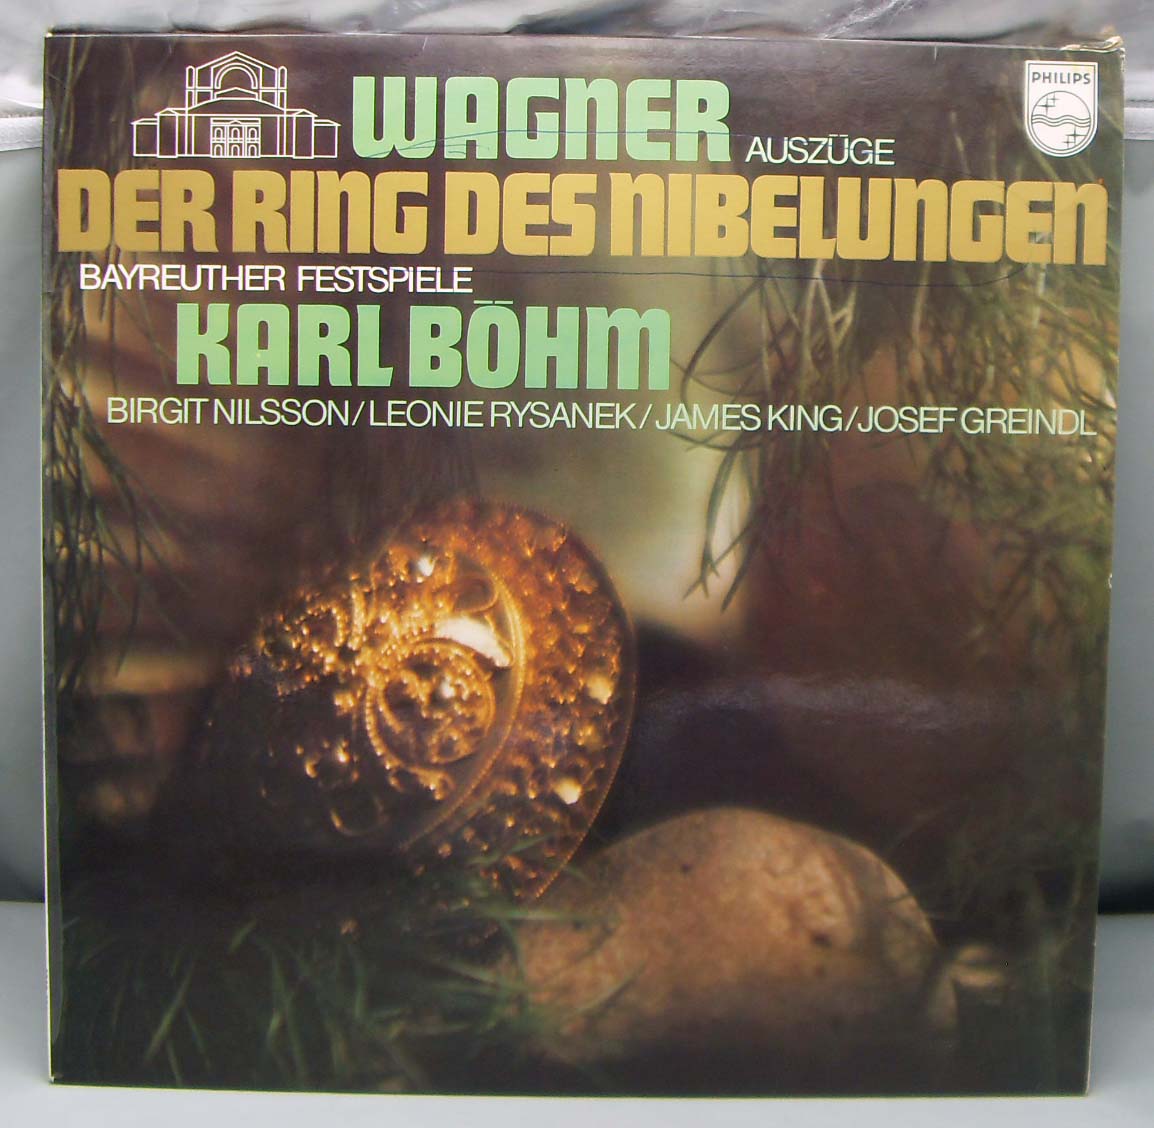 PHILIPS
WAGNER AUSZÜGE
DER RING DES NIBELUNGEN
BAYREUTHER FESTSPIELE
KARL BÖHM
BIRGIT NILSSON/LEONIE RYSANEK/JAMES KING/JOSEF GREINDL